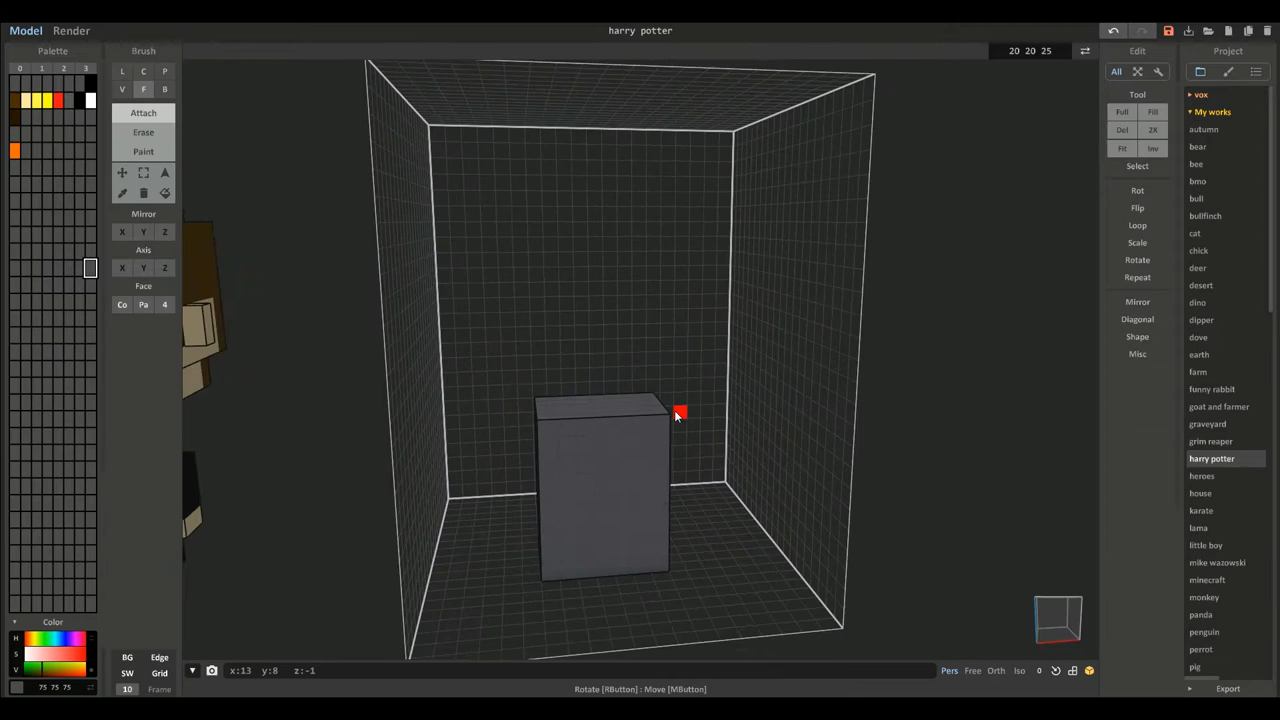 Model Render harry potter
Palette Brush 20 20 25 Edit Project
0 1 2 3
L C P
V F B
All
vox
My works
Attach
Erase
Paint
Tool
Full Fill
Del 2X
Fit Inv
Select
Rot
Flip
Loop
Scale
Rotate
Repeat
Mirror
Diagonal
Shape
Misc
Mirror
X Y Z
Axis
X Y Z
Face
Co Pa 4
autumn
bear
bee
bmo
bull
bullfinch
cat
chick
deer
desert
dino
dipper
dove
earth
farm
funny rabbit
goat and farmer
graveyard
grim reaper
harry potter
heroes
house
karate
lama
little boy
mike wazowski
minecraft
monkey
panda
penguin
perrot
pig
Color
H
S
V
75 75 75
BG Edge
SW Grid
10 Frame
x:13 y:8 z:-1
Pers Free Orth Iso 0
Export
Rotate [RButton] : Move [MButton]